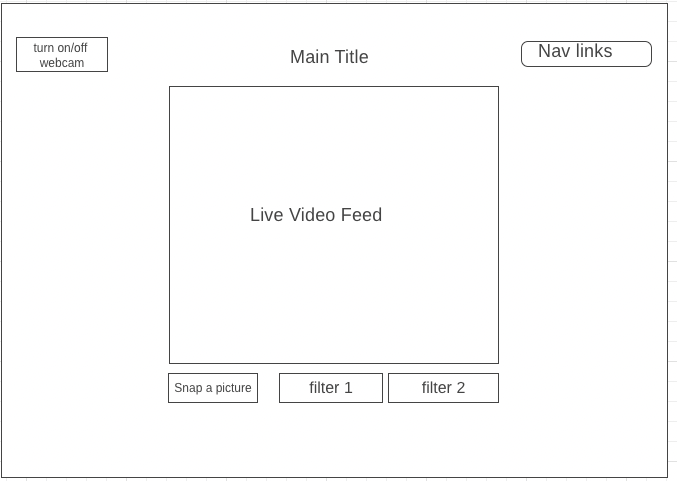 turn on/off
webcam
Main Title
Nav links
Live Video Feed
Snap a picture
filter 1
filter 2